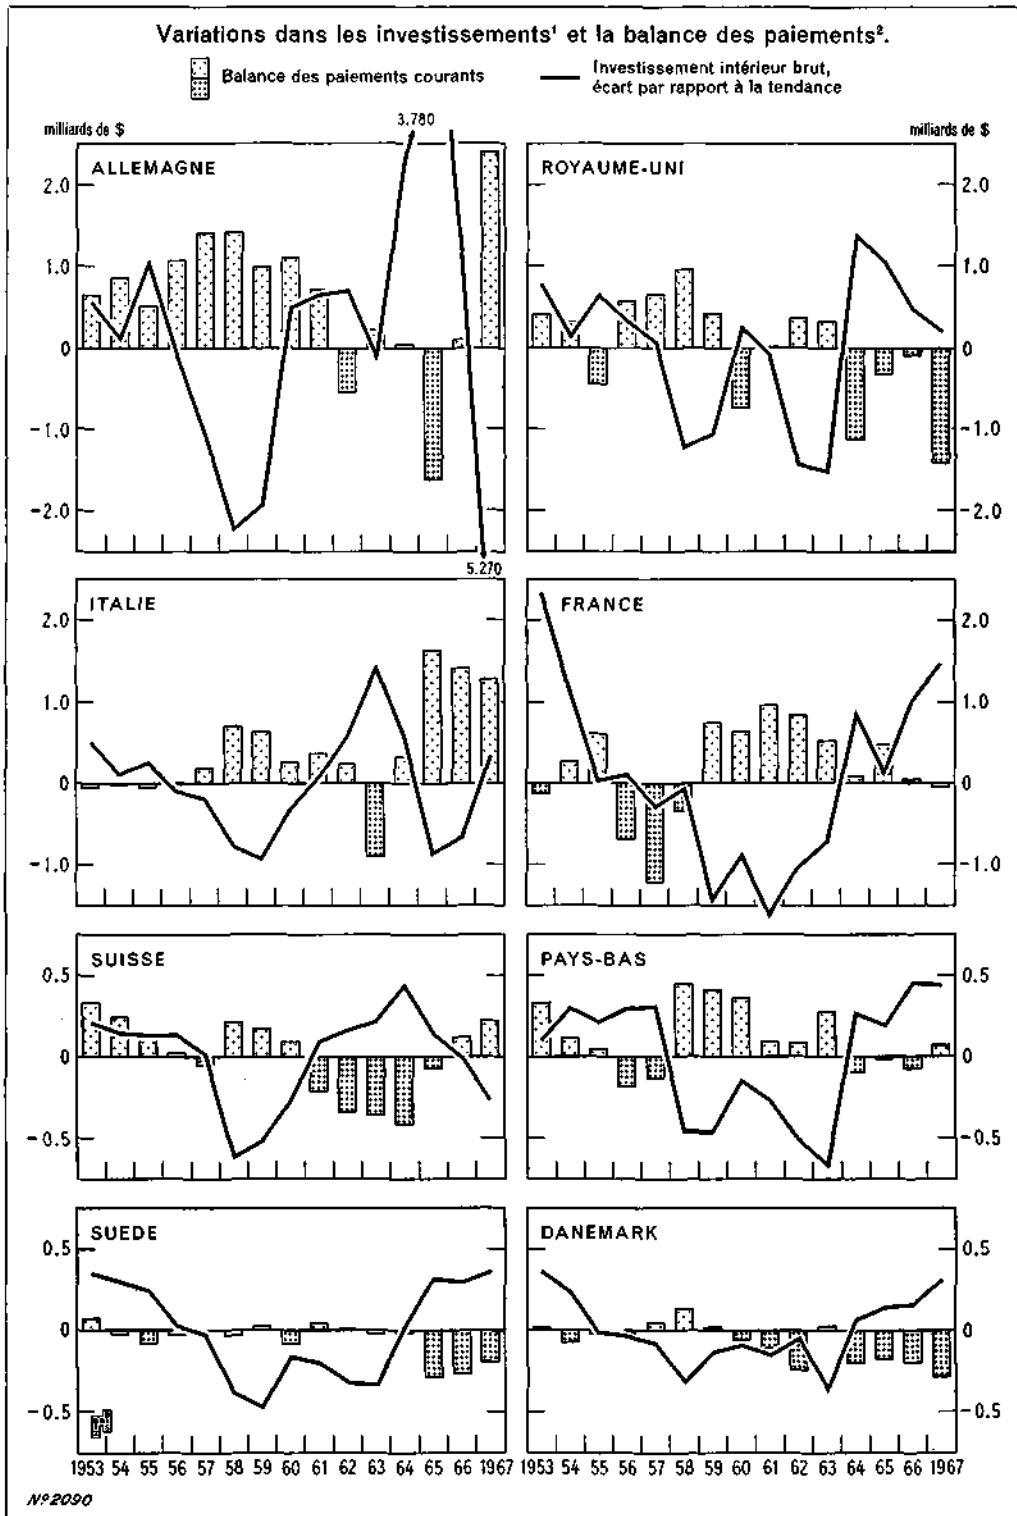 Variations dans les investissements¹ et la balance des paiements².
Balance des paiements courants
Investissement intérieur brut,
écart par rapport à la tendance
milliards de $
3.780
milliards de $
ALLEMAGNE
ROYAUME-UNI
2.0
2.0
1.0
1.0
0
0
-1.0
-1.0
-2.0
-2.0
5.270
ITALIE
FRANCE
2.0
2.0
1.0
1.0
0
0
-1.0
-1.0
SUISSE
PAYS-BAS
0.5
0.5
0
0
-0.5
-0.5
SUEDE
DANEMARK
0.5
0.5
0
0
-0.5
-0.5
1953 54 55 56 57 58 59 60 61 62 63 64 65 66 1967
1953 54 55 56 57 58 59 60 61 62 63 64 65 66 1967
Nº2090